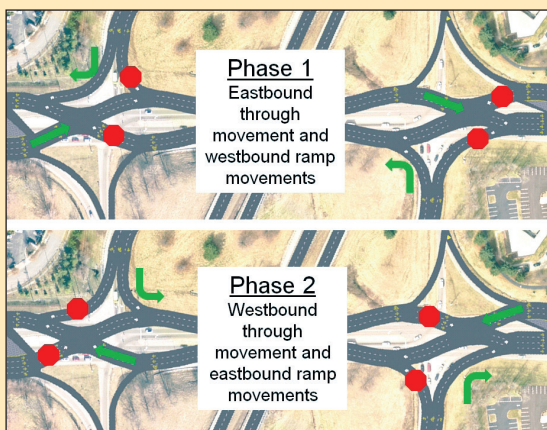 Phase 1
Eastbound
through
movement and
westbound ramp
movements
Phase 2
Westbound
through
movement and
eastbound ramp
movements